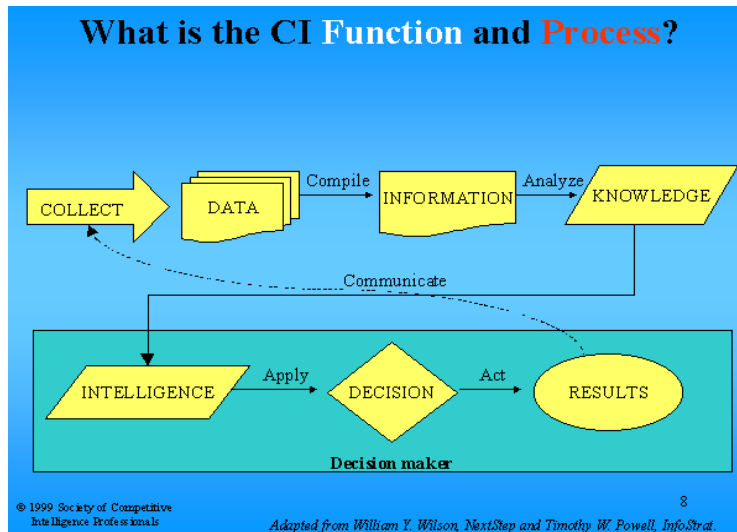 What is the CI Function and Process?
COLLECT
DATA
Compile
INFORMATION
Analyze
KNOWLEDGE
Communicate
INTELLIGENCE
Apply
DECISION
Act
RESULTS
Decision maker
© 1999 Society of Competitive
Intelligence Professionals
8
Adapted from William Y. Wilson, NextStep and Timothy W. Powell, InfoStrat.